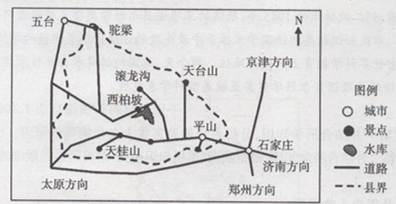 五台
驼梁
N
滚龙沟
天台山
京津方向
西柏坡
图例
城市
平山
景点
石家庄
水库
天桂山
济南方向
道路
太原方向
郑州方向
县界